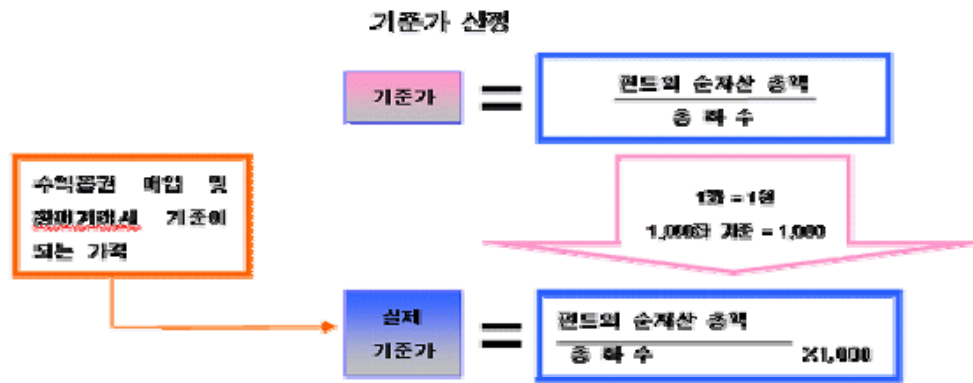 기준가 산정
기준가
=
펀드의 순자산 총액
총 좌 수
수익증권 매입 및
환매거래시 기준이
되는 가격
1좌 = 1원
1,000좌 기준 = 1,000
실제
기준가
=
펀드의 순자산 총액
총 좌 수 X1,000